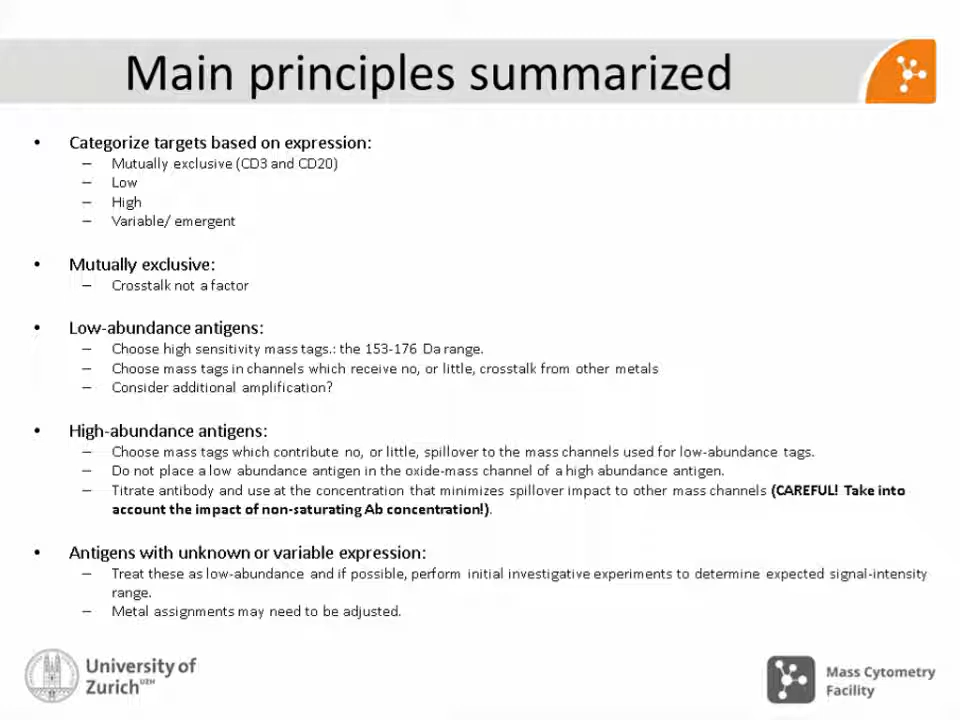 Main principles summarized
• Categorize targets based on expression:
– Mutually exclusive (CD3 and CD20)
– Low
– High
– Variable/ emergent
• Mutually exclusive:
– Crosstalk not a factor
• Low-abundance antigens:
– Choose high sensitivity mass tags.: the 153-176 Da range.
– Choose mass tags in channels which receive no, or little, crosstalk from other metals
– Consider additional amplification?
• High-abundance antigens:
– Choose mass tags which contribute no, or little, spillover to the mass channels used for low-abundance tags.
– Do not place a low abundance antigen in the oxide-mass channel of a high abundance antigen.
– Titrate antibody and use at the concentration that minimizes spillover impact to other mass channels (CAREFUL! Take into
account the impact of non-saturating Ab concentration!).
• Antigens with unknown or variable expression:
– Treat these as low-abundance and if possible, perform initial investigative experiments to determine expected signal-intensity
range.
– Metal assignments may need to be adjusted.
University of
Zurich UZH
Mass Cytometry
Facility